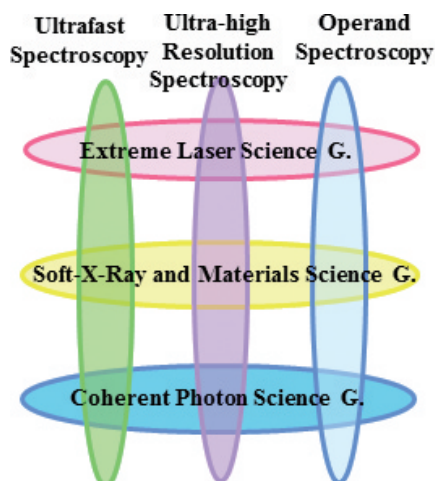 Ultrafast
Spectroscopy
Ultra-high
Resolution
Spectroscopy
Operand
Spectroscopy
Extreme Laser Science G.
Soft-X-Ray and Materials Science G.
Coherent Photon Science G.